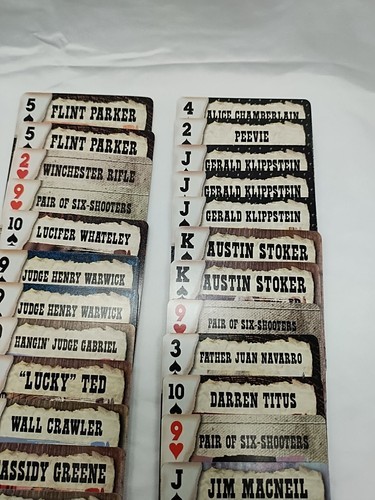 5 FLINT PARKER
5 FLINT PARKER
2 WINCHESTER RIFLE
9 PAIR OF SIX-SHOOTERS
10 LUCIFER WHATELEY
9 JUDGE HENRY WARWICK
9 JUDGE HENRY WARWICK
HANGIN' JUDGE GABRIEL
"LUCKY" TED
WALL CRAWLER
ASSIDY GREENE
4 ALICE CHAMBERLAIN
2 PEEVIE
J GERALD KLIPPSTEIN
J GERALD KLIPPSTEIN
J GERALD KLIPPSTEIN
K AUSTIN STOKER
K AUSTIN STOKER
9 PAIR OF SIX-SHOOTERS
3 FATHER JUAN NAVARRO
10 DARREN TITUS
9 PAIR OF SIX-SHOOTERS
J JIM MACNEIL